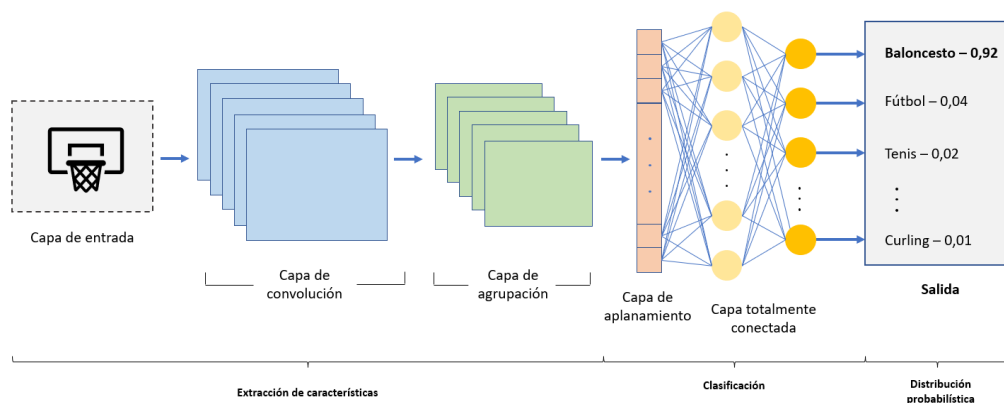 Capa de entrada
Capa de
convolución
Capa de
agrupación
Capa de
aplanamiento
Capa totalmente
conectada
Baloncesto – 0,92
Fútbol – 0,04
Tenis – 0,02
Curling – 0,01
Salida
Extracción de características
Clasificación
Distribución
probabilística